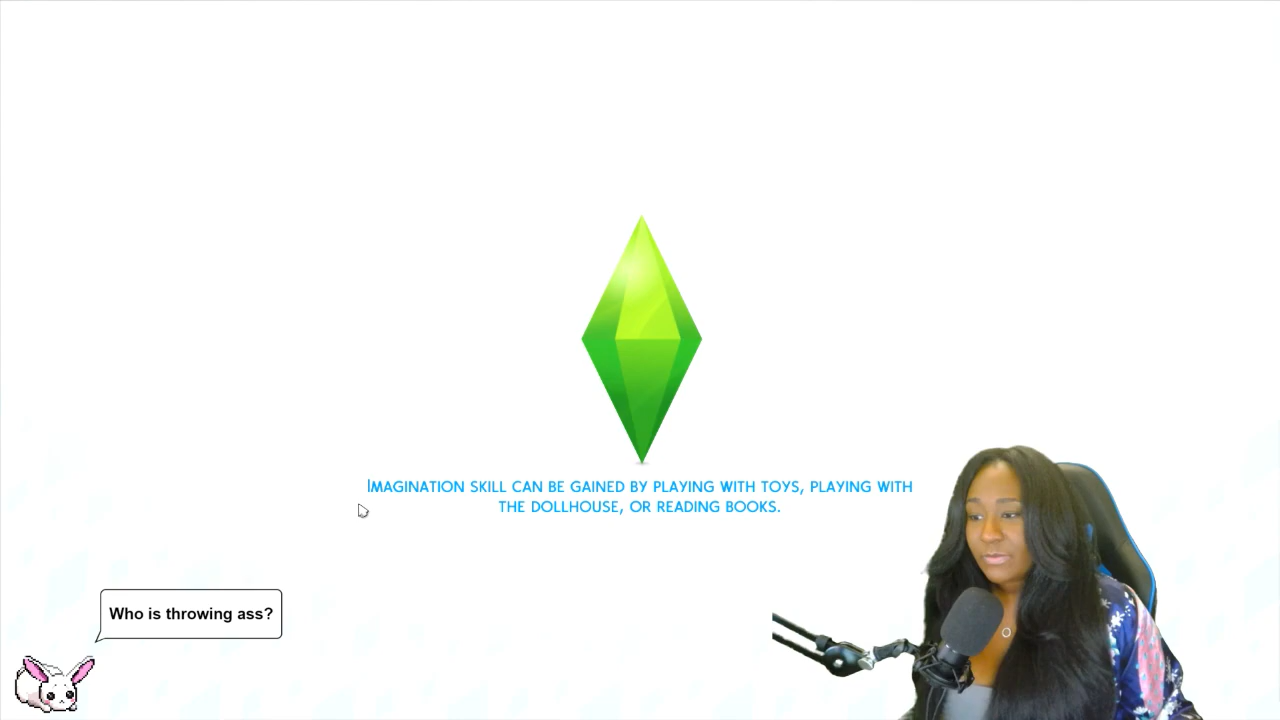 Imagination skill can be gained by playing with toys, playing with
the dollhouse, or reading books.
Who is throwing ass?